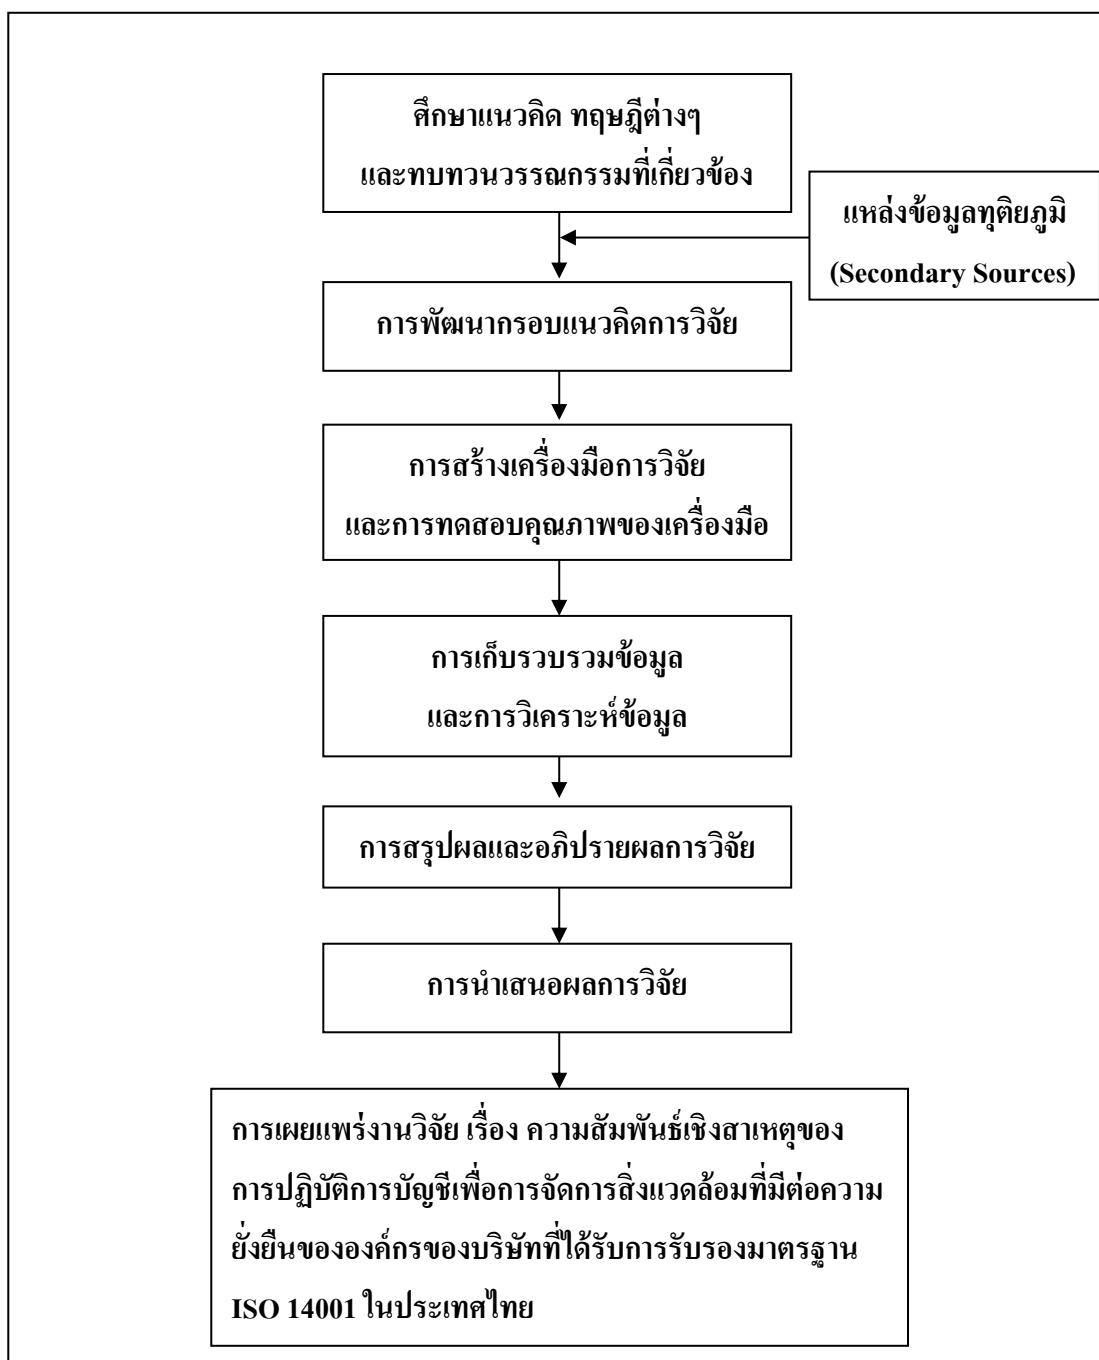 ศึกษาแนวคิด ทฤษฎีต่างๆ
และทบทวนวรรณกรรมที่เกี่ยวข้อง
แหล่งข้อมูลทุติยภูมิ
(Secondary Sources)
การพัฒนากรอบแนวคิดการวิจัย
การสร้างเครื่องมือการวิจัย
และการทดสอบคุณภาพของเครื่องมือ
การเก็บรวบรวมข้อมูล
และการวิเคราะห์ข้อมูล
การสรุปผลและอภิปรายผลการวิจัย
การนำเสนอผลการวิจัย
การเผยแพร่งานวิจัย เรื่อง ความสัมพันธ์เชิงสาเหตุของ
การปฏิบัติการบัญชีเพื่อการจัดการสิ่งแวดล้อมที่มีต่อความ
ยั่งยืนขององค์กรของบริษัทที่ได้รับการรับรองมาตรฐาน
ISO 14001 ในประเทศไทย